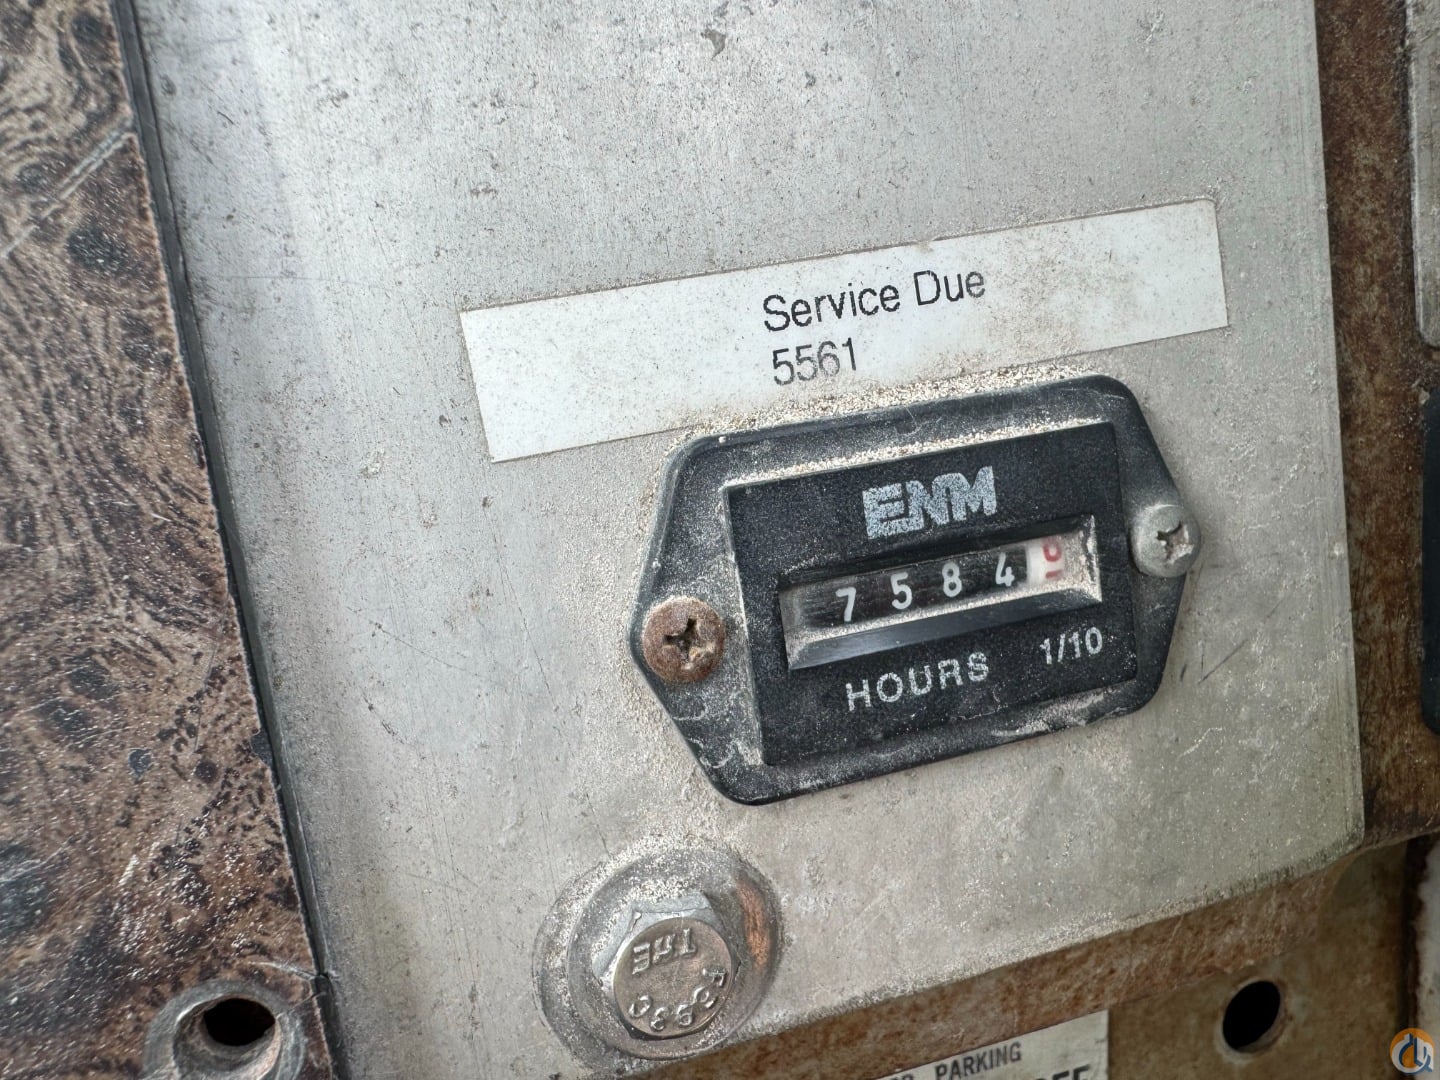 Service Due
5561
ENM
7584
HOURS 1/10
PARKING